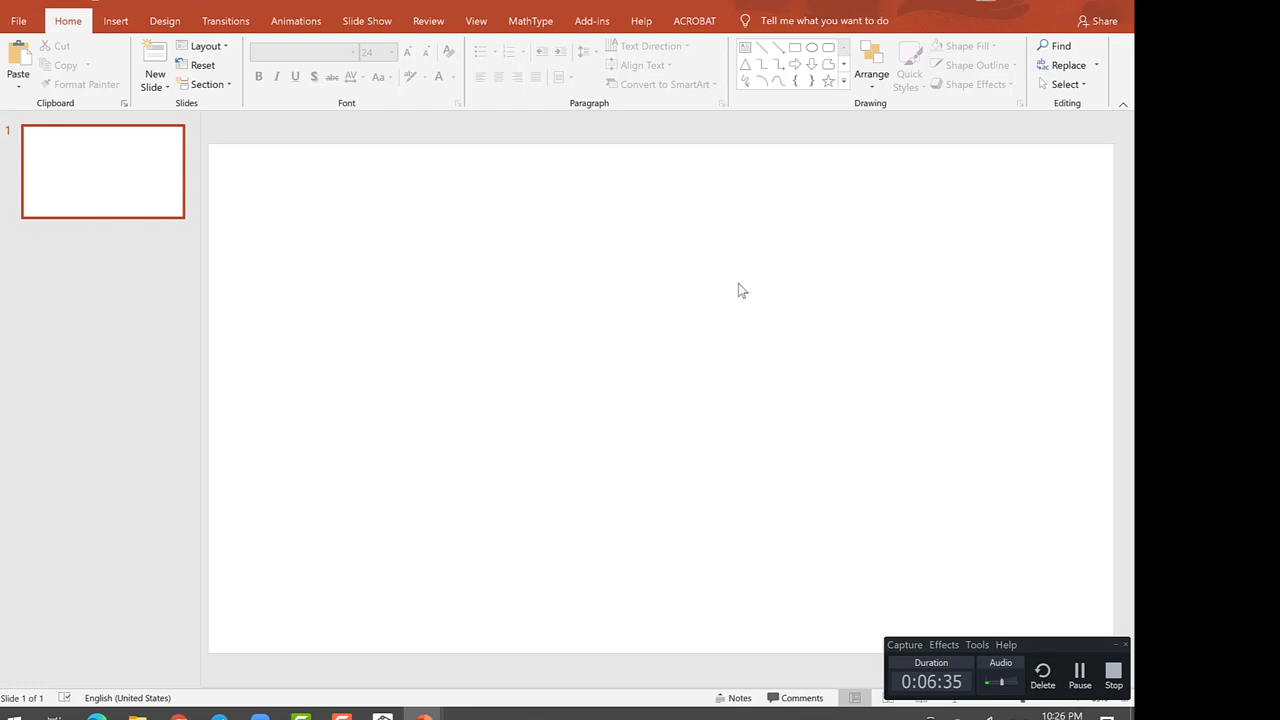 File Home Insert Design Transitions Animations Slide Show Review View MathType Add-ins Help ACROBAT Tell me what you want to do Share
Paste
Cut
Copy
Format Painter
Clipboard
New
Slide
Layout
Reset
Section
Slides
24
B I U S abc AV Aa A
Font
Text Direction
Align Text
Convert to SmartArt
Paragraph
Arrange
Quick
Styles
Shape Fill
Shape Outline
Shape Effects
Drawing
Find
Replace
Select
Editing
1
Capture Effects Tools Help
Duration
0:06:35
Audio
Delete Pause Stop
Slide 1 of 1 English (United States) Notes Comments
10:26 PM